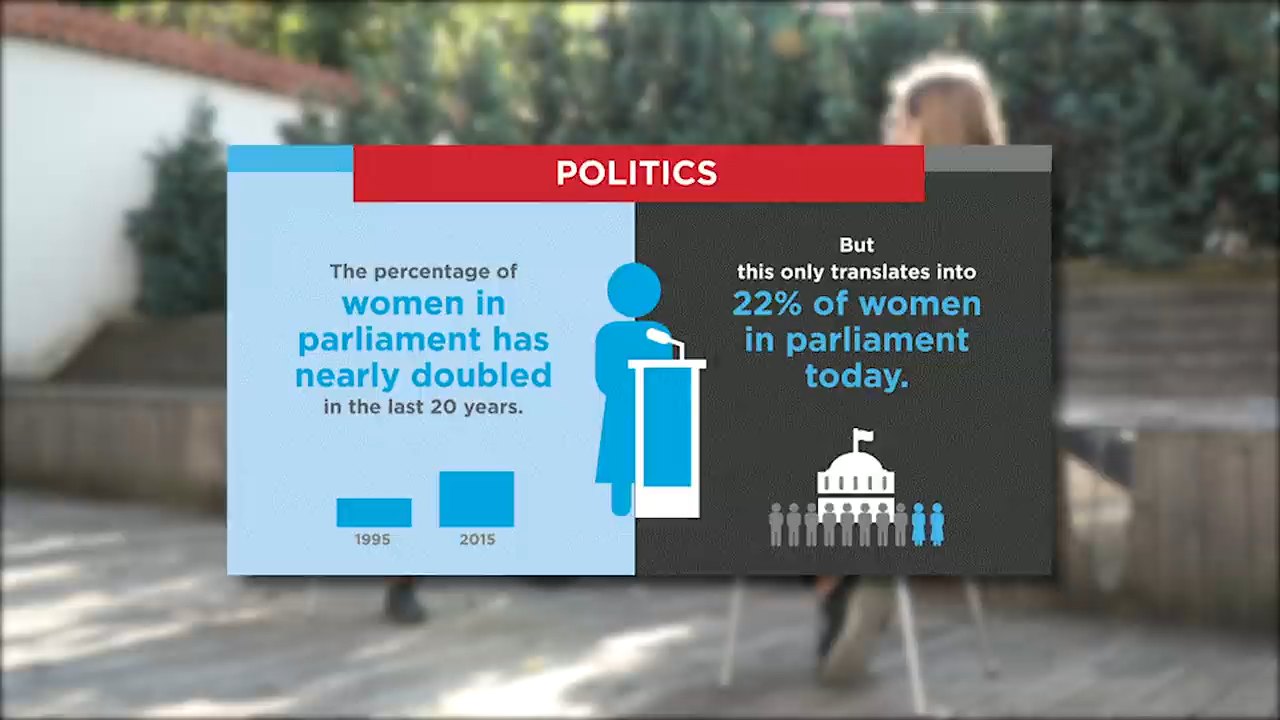 POLITICS
The percentage of
women in
parliament has
nearly doubled
in the last 20 years.
1995
2015
But
this only translates into
22% of women
in parliament
today.